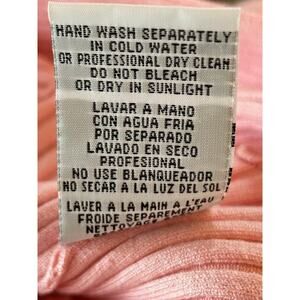 HAND WASH SEPARATELY
IN COLD WATER
OR PROFESSIONAL DRY CLEAN
DO NOT BLEACH
OR DRY IN SUNLIGHT
LAVAR A MANO
CON AGUA FRIA
POR SEPARADO
LAVADO EN SECO
PROFESIONAL
NO USE BLANQUEADOR
NO SECAR A LA LUZ DEL SOL
LAVER A LA MAIN A L'EAU
FROIDE SEPAREMENT
NETTOYAGE